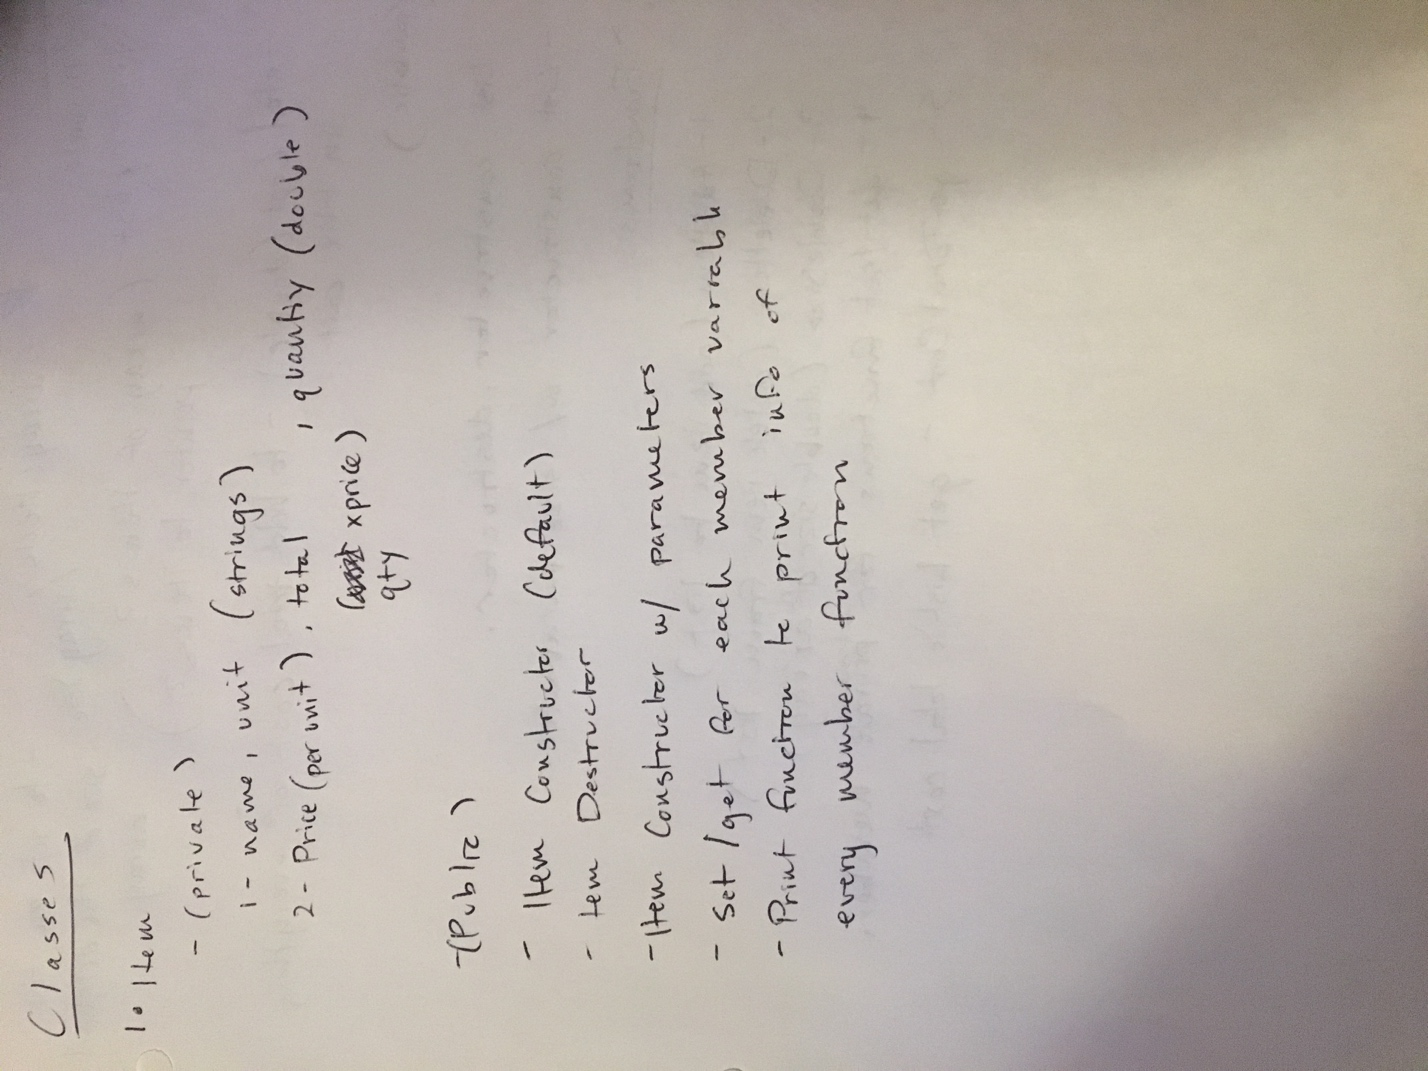 Classes
1. Item
- (private)
1 - name, unit (strings)
2 - Price (per unit), total, quantiy (double)
( xprice)
qty
- (Public)
- Item Constructor (default)
- tem Destructor
- Item Constructor w/ parameters
- Set/get for each member variable
- Print function to print info of
every member function